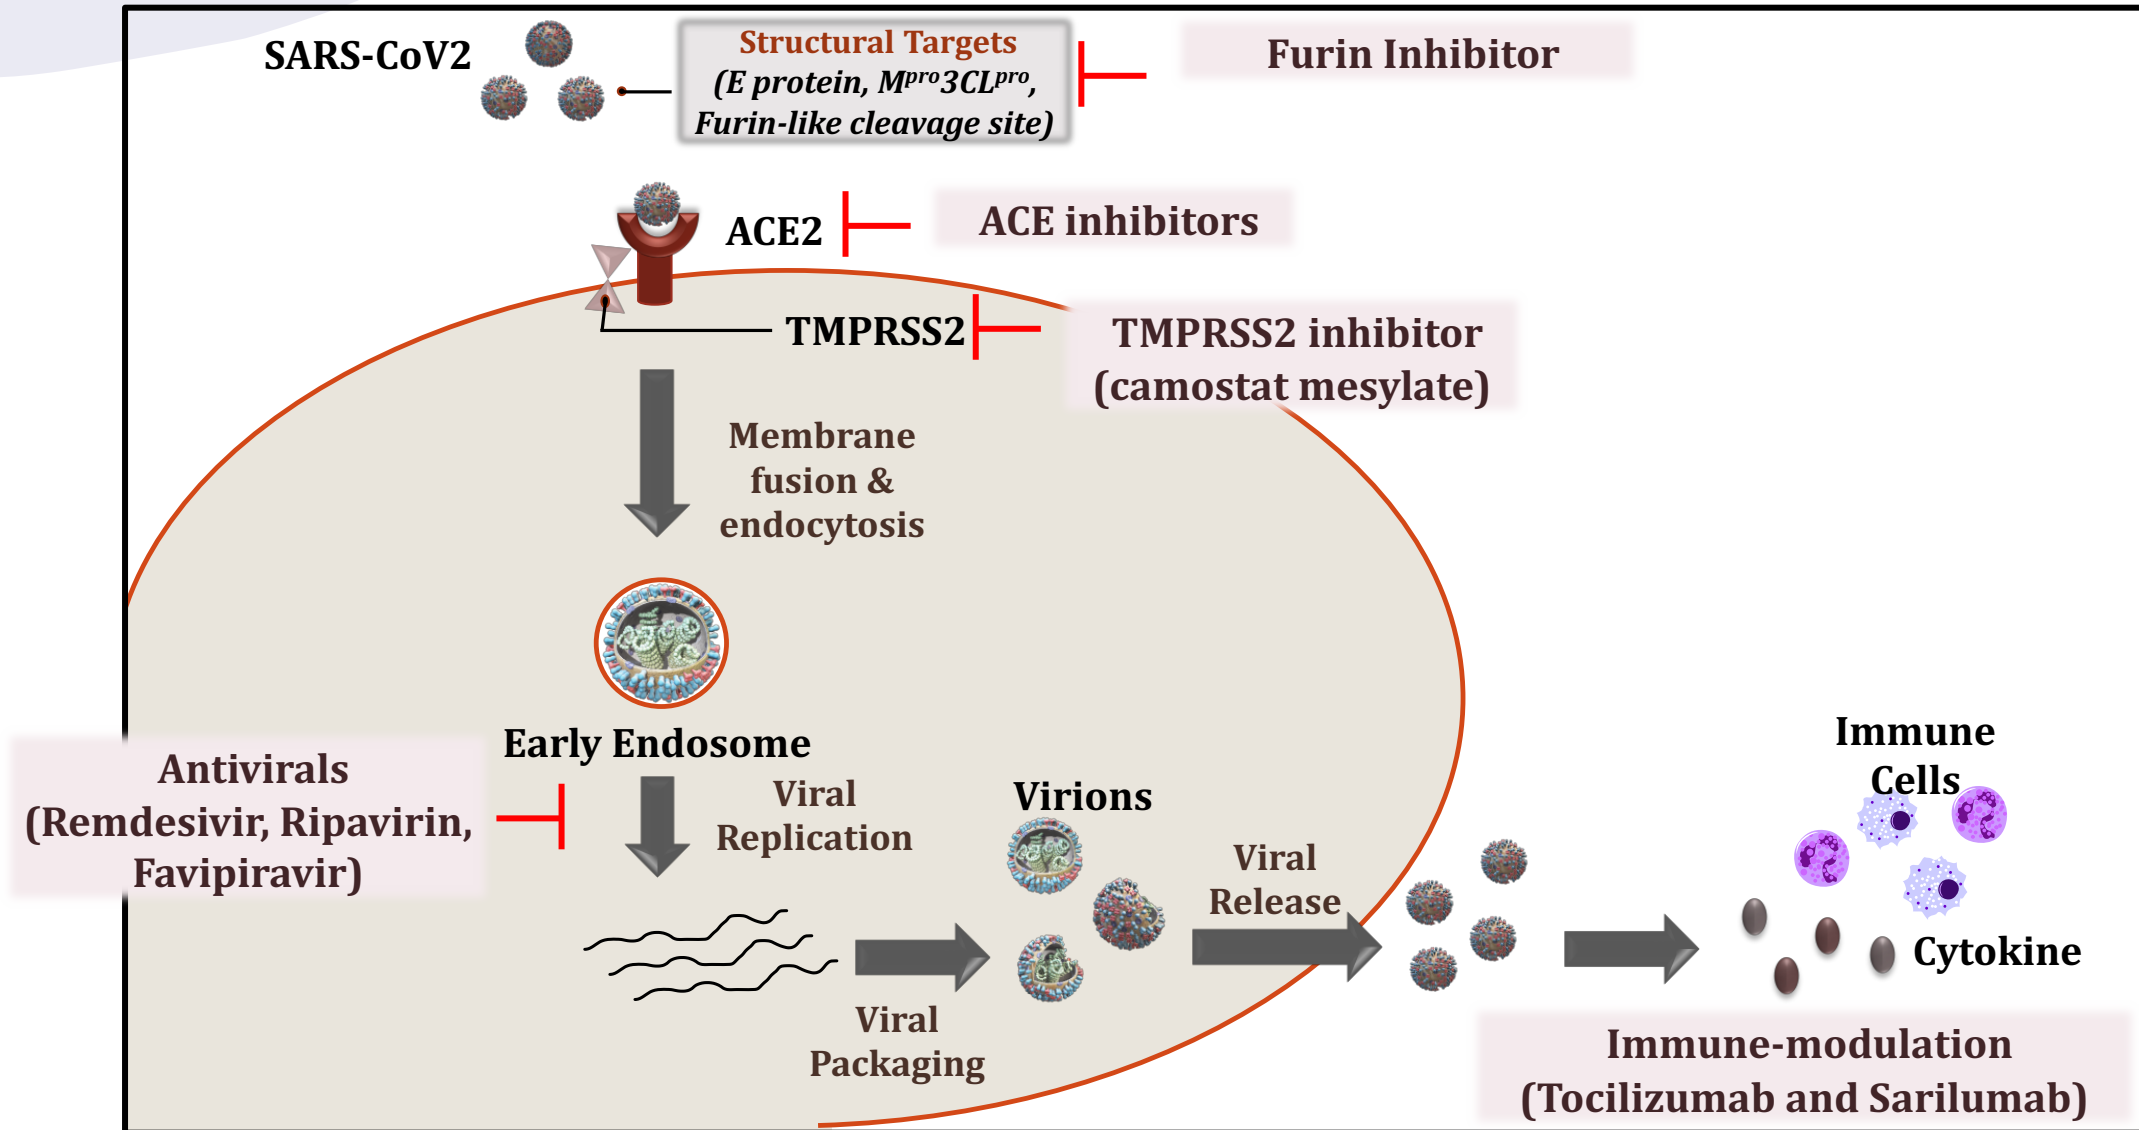 SARS-CoV2
Structural Targets
(E protein, Mᵖʳᵒ3CLᵖʳᵒ,
Furin-like cleavage site)
Furin Inhibitor
ACE2
ACE inhibitors
TMPRSS2
TMPRSS2 inhibitor
(camostat mesylate)
Membrane
fusion &
endocytosis
Early Endosome
Antivirals
(Remdesivir, Ripavirin,
Favipiravir)
Viral
Replication
Virions
Viral
Packaging
Viral
Release
Immune
Cells
Cytokine
Immune-modulation
(Tocilizumab and Sarilumab)